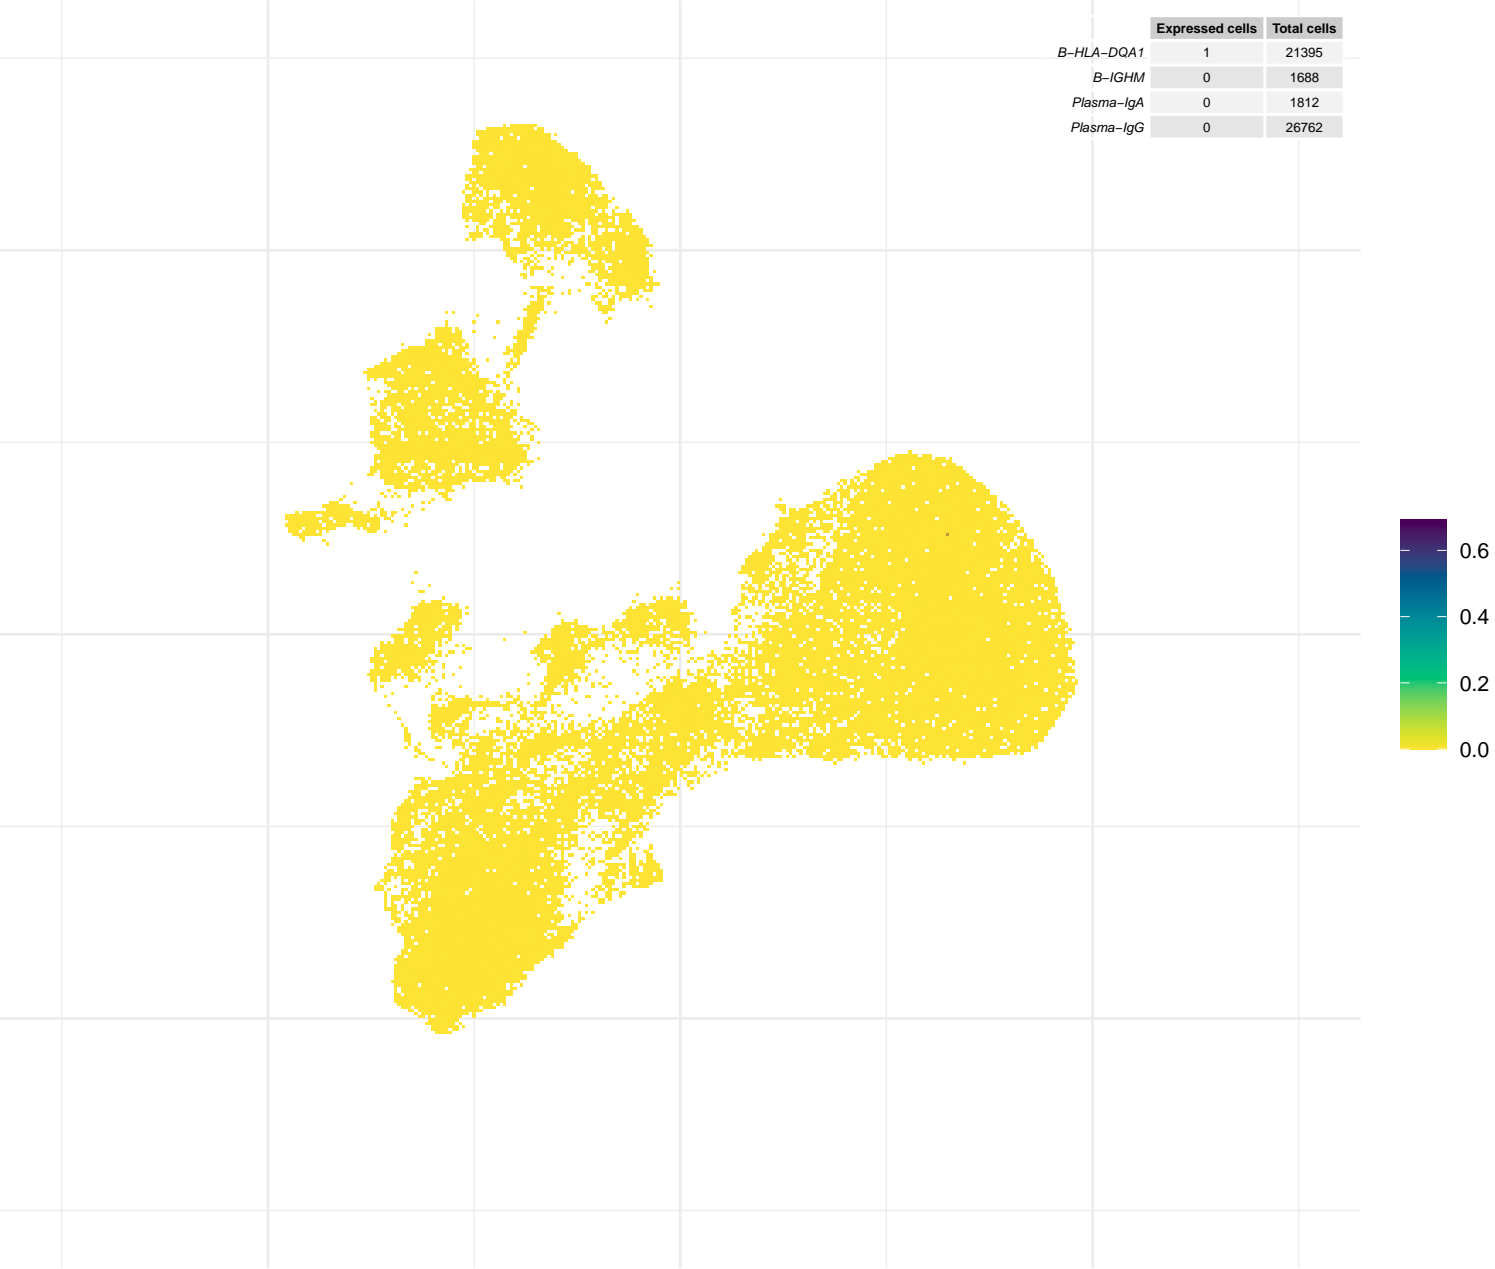 Expressed cells Total cells
B−HLA−DQA1 1 21395
B−IGHM 0 1688
Plasma−IgA 0 1812
Plasma−IgG 0 26762
0.6
0.4
0.2
0.0